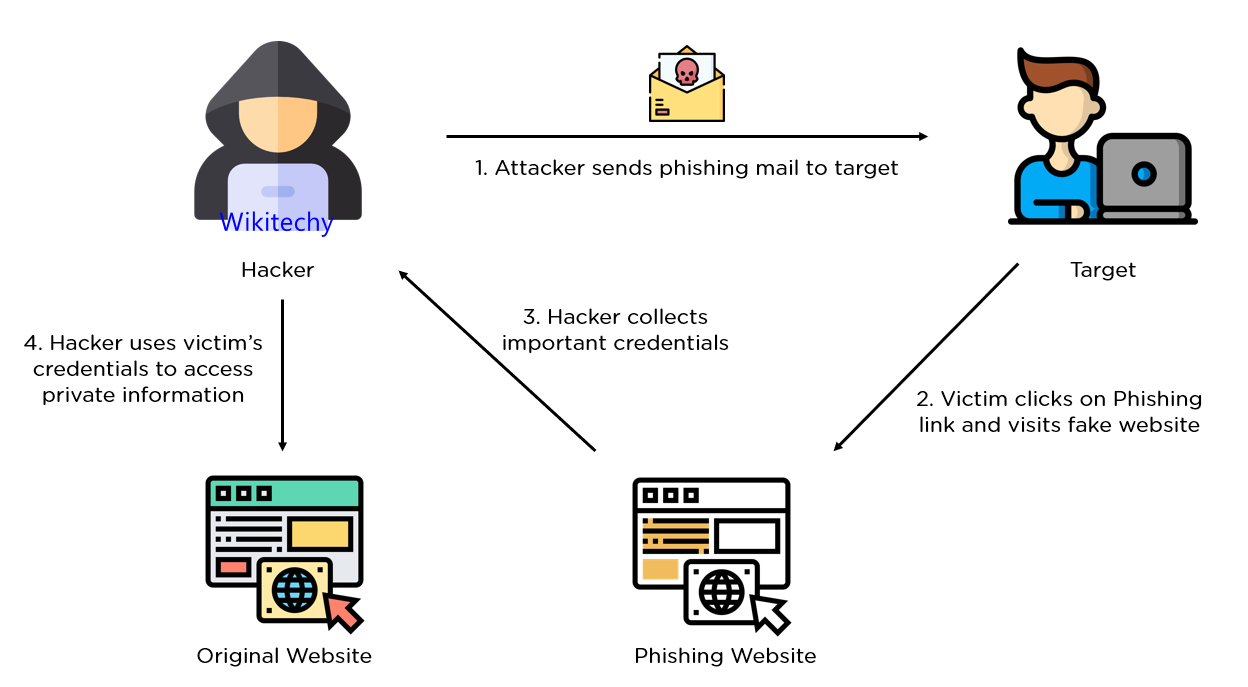 1. Attacker sends phishing mail to target
Wikitechy
Hacker
Target
3. Hacker collects
important credentials
4. Hacker uses victim’s
credentials to access
private information
2. Victim clicks on Phishing
link and visits fake website
Original Website
Phishing Website